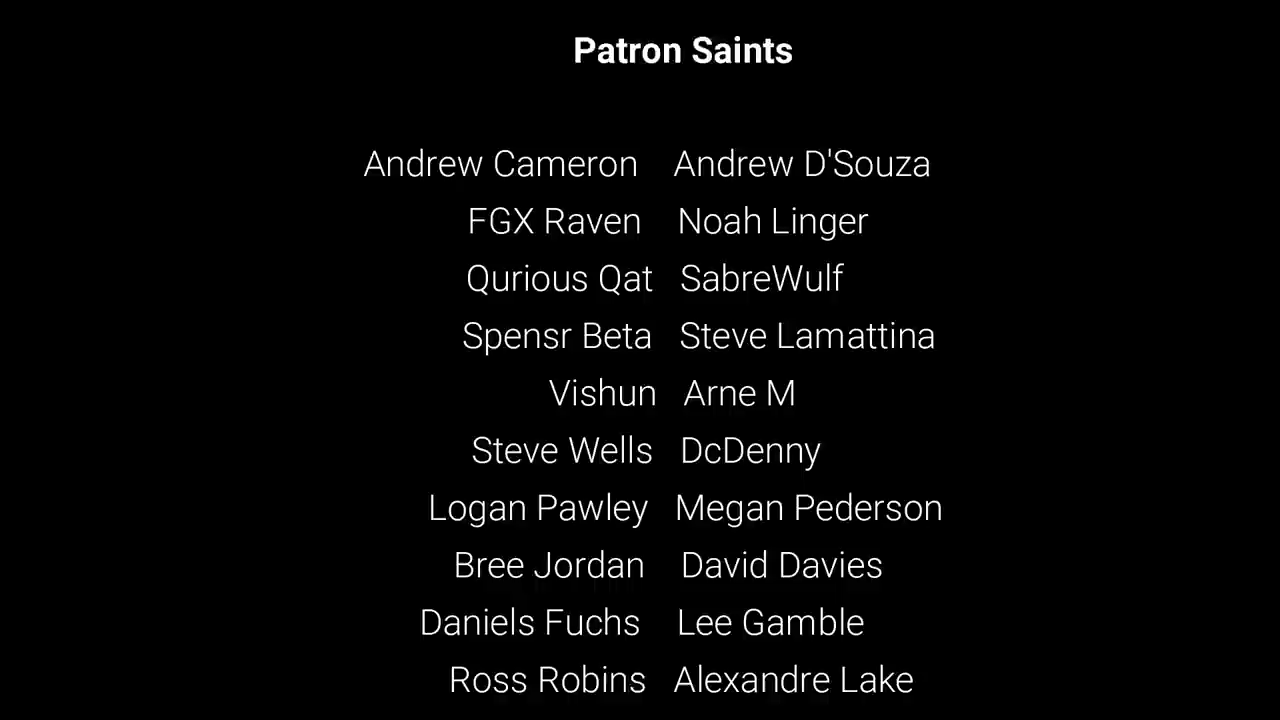 Patron Saints
Andrew Cameron Andrew D'Souza
FGX Raven Noah Linger
Qurious Qat SabreWulf
Spensr Beta Steve Lamattina
Vishun Arne M
Steve Wells DcDenny
Logan Pawley Megan Pederson
Bree Jordan David Davies
Daniels Fuchs Lee Gamble
Ross Robins Alexandre Lake